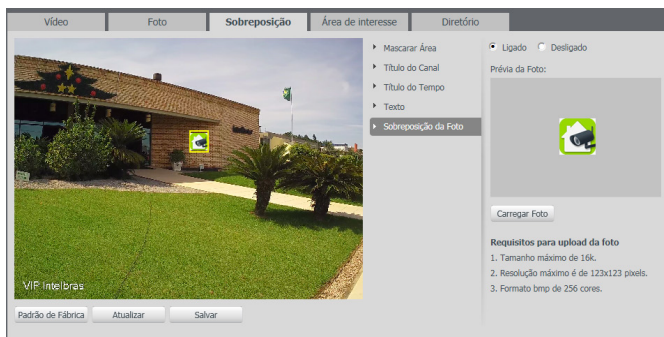 Vídeo
Foto
Sobreposição
Área de interesse
Diretório
VIP Intelbras
Padrão de Fábrica
Atualizar
Salvar
Mascarar Área
Título do Canal
Título do Tempo
Texto
Sobreposição da Foto
Ligado
Desligado
Prévia da Foto:
Carregar Foto
Requisitos para upload da foto
1. Tamanho máximo de 16k.
2. Resolução máximo é de 123x123 pixels.
3. Formato bmp de 256 cores.